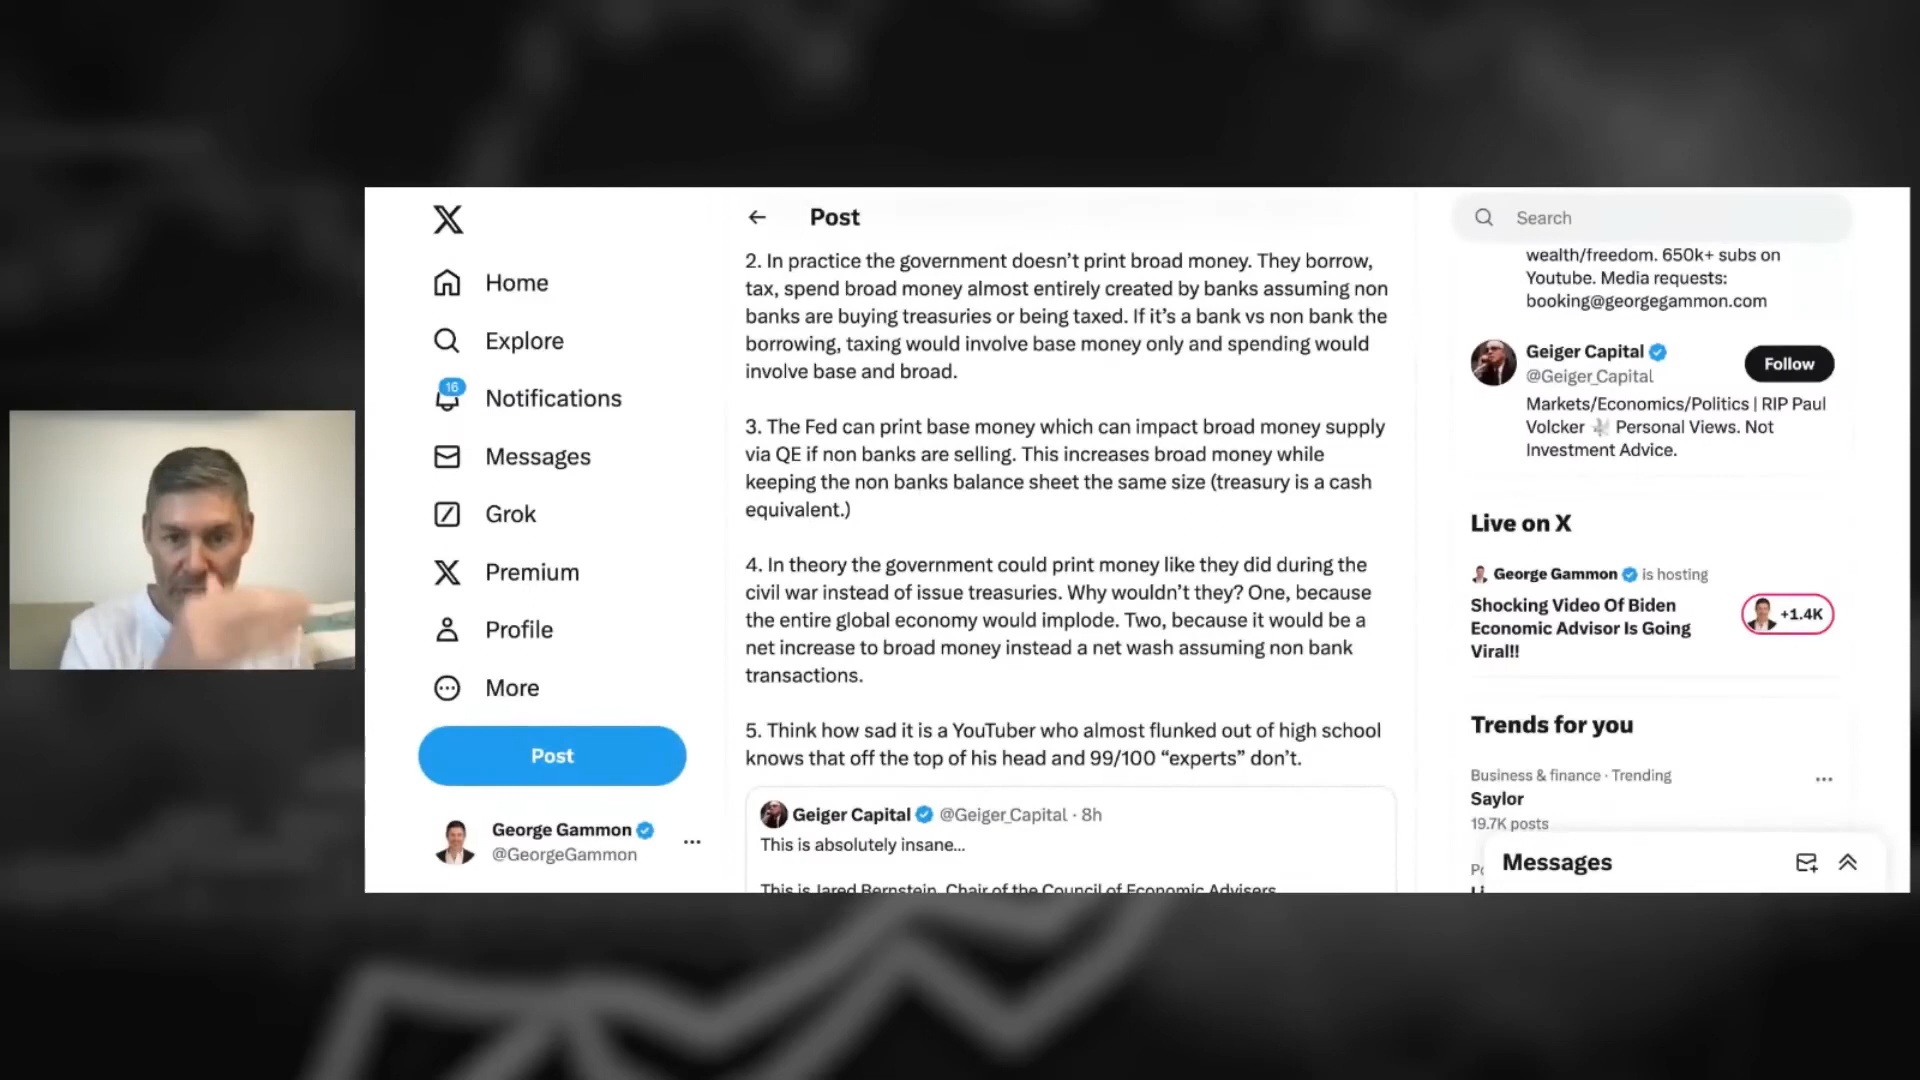 Home
Explore
16
Notifications
Messages
Grok
Premium
Profile
More
Post
George Gammon
@GeorgeGammon
Post
2. In practice the government doesn’t print broad money. They borrow,
tax, spend broad money almost entirely created by banks assuming non
banks are buying treasuries or being taxed. If it’s a bank vs non bank the
borrowing, taxing would involve base money only and spending would
involve base and broad.
3. The Fed can print base money which can impact broad money supply
via QE if non banks are selling. This increases broad money while
keeping the non banks balance sheet the same size (treasury is a cash
equivalent.)
4. In theory the government could print money like they did during the
civil war instead of issue treasuries. Why wouldn’t they? One, because
the entire global economy would implode. Two, because it would be a
net increase to broad money instead a net wash assuming non bank
transactions.
5. Think how sad it is a YouTuber who almost flunked out of high school
knows that off the top of his head and 99/100 “experts” don’t.
Geiger Capital @Geiger_Capital · 8h
This is absolutely insane...
This is Jared Bernstein, Chair of the Council of Economic Advisers
Search
wealth/freedom. 650k+ subs on
Youtube. Media requests:
booking@georgegammon.com
Geiger Capital
@Geiger_Capital
Follow
Markets/Economics/Politics | RIP Paul
Volcker 🕊️ Personal Views. Not
Investment Advice.
Live on X
George Gammon is hosting
Shocking Video Of Biden
Economic Advisor Is Going
Viral!!
+1.4K
Trends for you
Business & finance · Trending
Saylor
19.7K posts
Messages